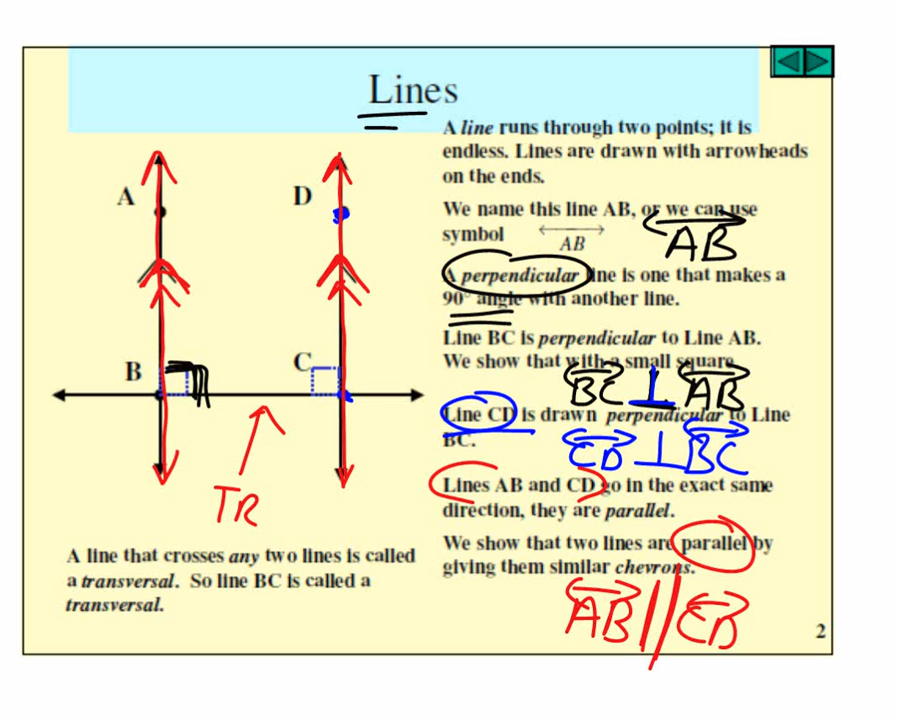 Lines
A line runs through two points; it is
endless. Lines are drawn with arrowheads
on the ends.
We name this line AB, or we can use
symbol AB
AB
A perpendicular line is one that makes a
90° angle with another line.
Line BC is perpendicular to Line AB.
We show that with a small square.
BC ⊥ AB
Line CD is drawn perpendicular to Line
BC.
CD ⊥ BC
Lines AB and CD go in the exact same
direction, they are parallel.
We show that two lines are parallel by
giving them similar chevrons.
AB // CD
A
D
B
C
TR
A line that crosses any two lines is called
a transversal. So line BC is called a
transversal.
2